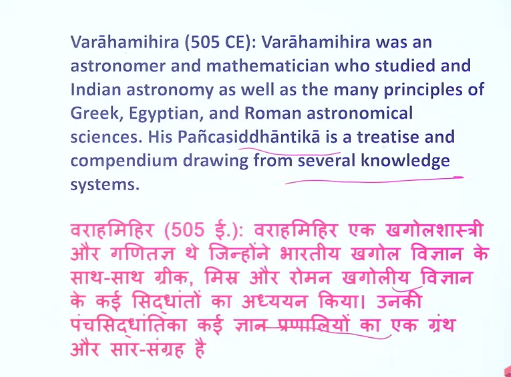 Varāhamihira (505 CE): Varāhamihira was an
astronomer and mathematician who studied and
Indian astronomy as well as the many principles of
Greek, Egyptian, and Roman astronomical
sciences. His Pañcasiddhāntikā is a treatise and
compendium drawing from several knowledge
systems.
वराहमिहिर (505 ई.): वराहमिहिर एक खगोलशास्त्री
और गणितज्ञ थे जिन्होंने भारतीय खगोल विज्ञान के
साथ-साथ ग्रीक, मिस्र और रोमन खगोलीय विज्ञान
के कई सिद्धांतों का अध्ययन किया। उनकी
पंचसिद्धांतिका कई ज्ञान प्रणालियों का एक ग्रंथ
और सार-संग्रह है